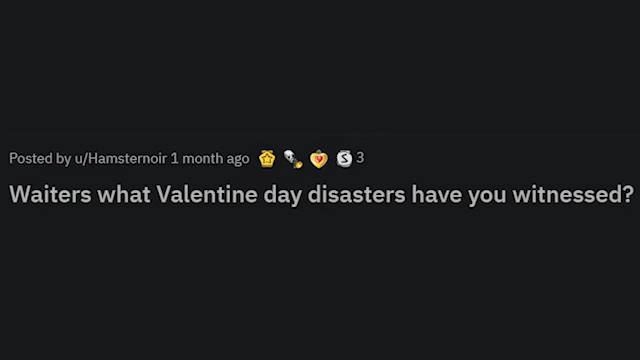 Posted by u/Hamsternoir 1 month ago 3
Waiters what Valentine day disasters have you witnessed?